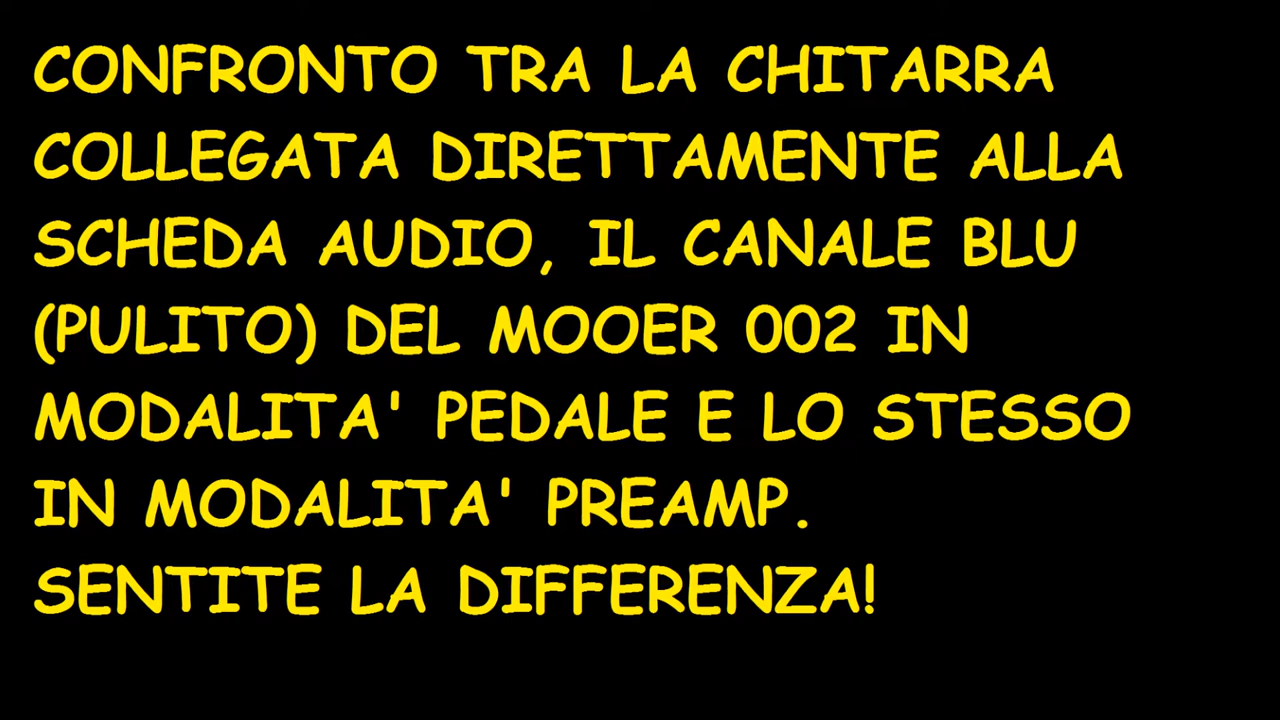 CONFRONTO TRA LA CHITARRA
COLLEGATA DIRETTAMENTE ALLA
SCHEDA AUDIO, IL CANALE BLU
(PULITO) DEL MOOER 002 IN
MODALITA' PEDALE E LO STESSO
IN MODALITA' PREAMP.
SENTITE LA DIFFERENZA!